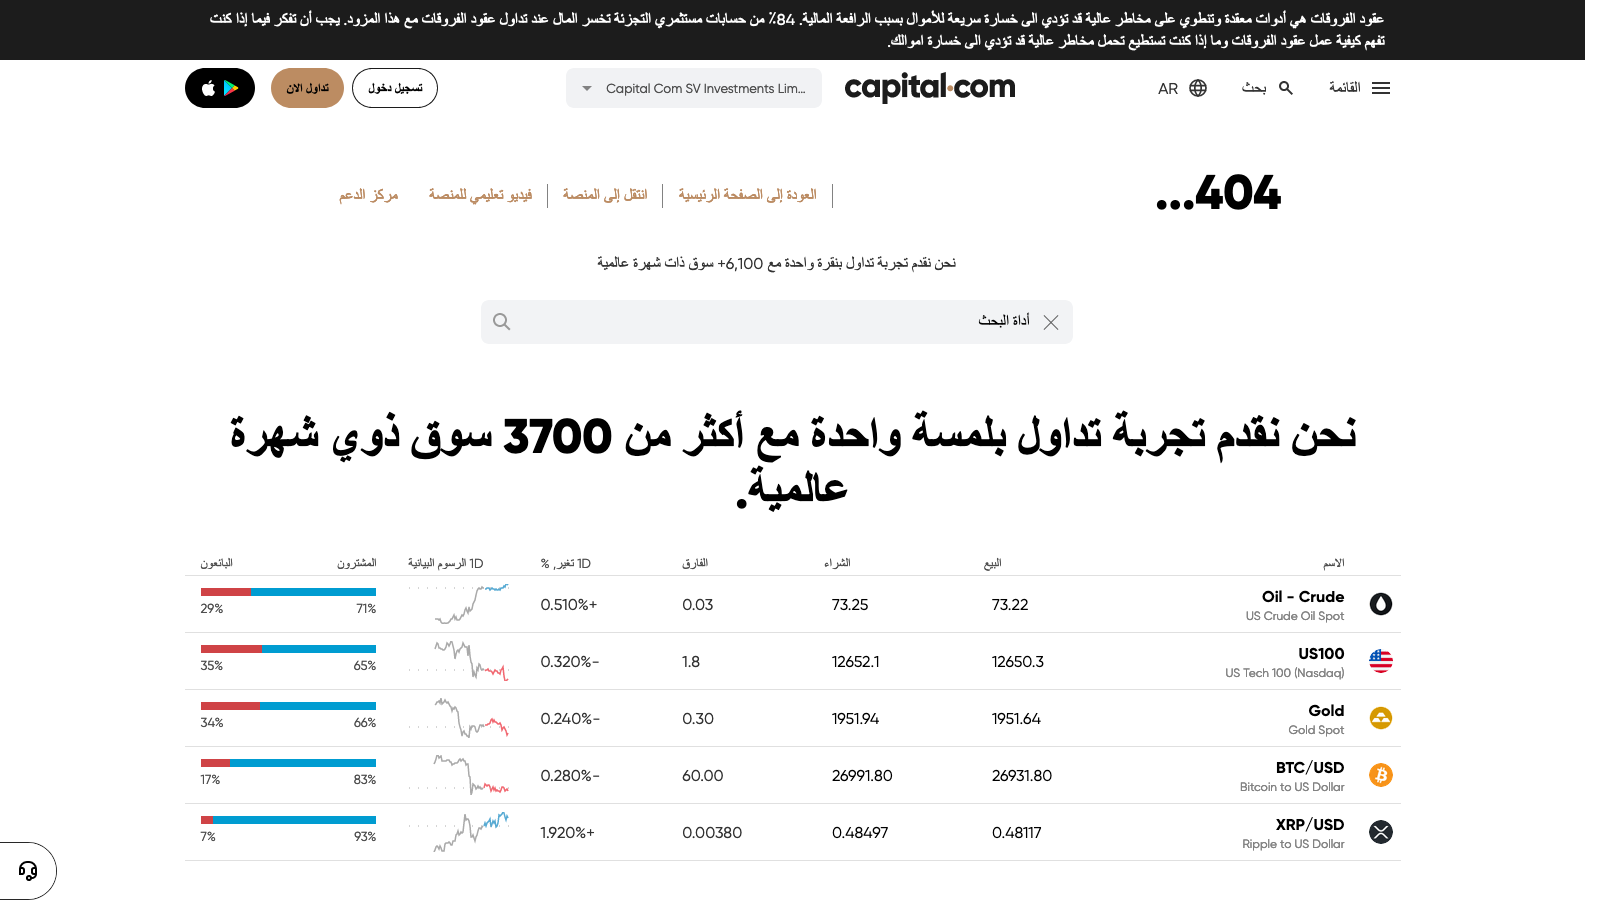 عقود الفروقات هي أدوات معقدة وتنطوي على مخاطر عالية قد تؤدي الى خسارة سريعة للأموال بسبب الرافعة المالية. 84٪ من حسابات مستثمري التجزئة تخسر المال عند تداول عقود الفروقات مع هذا المزود. يجب أن تفكر فيما إذا كنت
تفهم كيفية عمل عقود الفروقات وما إذا كنت تستطيع تحمل مخاطر عالية قد تؤدي الى خسارة اموالك.
القائمة
بحث
AR
capital.com
Capital Com SV Investments Lim...
تسجيل دخول
تداول الان
404...
العودة إلى الصفحة الرئيسية
انتقل إلى المنصة
فيديو تعليمي للمنصة
مركز الدعم
نحن نقدم تجربة تداول بنقرة واحدة مع 6,100+ سوق ذات شهرة عالمية
أداة البحث
نحن نقدم تجربة تداول بلمسة واحدة مع أكثر من 3700 سوق ذوي شهرة
عالمية.
الاسم البيع الشراء الفارق 1D تغير, % 1D الرسوم البيانية المشترون البائعون
Oil - Crude 73.22 73.25 0.03 0.510%+
US Crude Oil Spot 71% 29%
US100 12650.3 12652.1 1.8 0.320%-
US Tech 100 (Nasdaq) 65% 35%
Gold 1951.64 1951.94 0.30 0.240%-
Gold Spot 66% 34%
BTC/USD 26931.80 26991.80 60.00 0.280%-
Bitcoin to US Dollar 83% 17%
XRP/USD 0.48117 0.48497 0.00380 1.920%+
Ripple to US Dollar 93% 7%